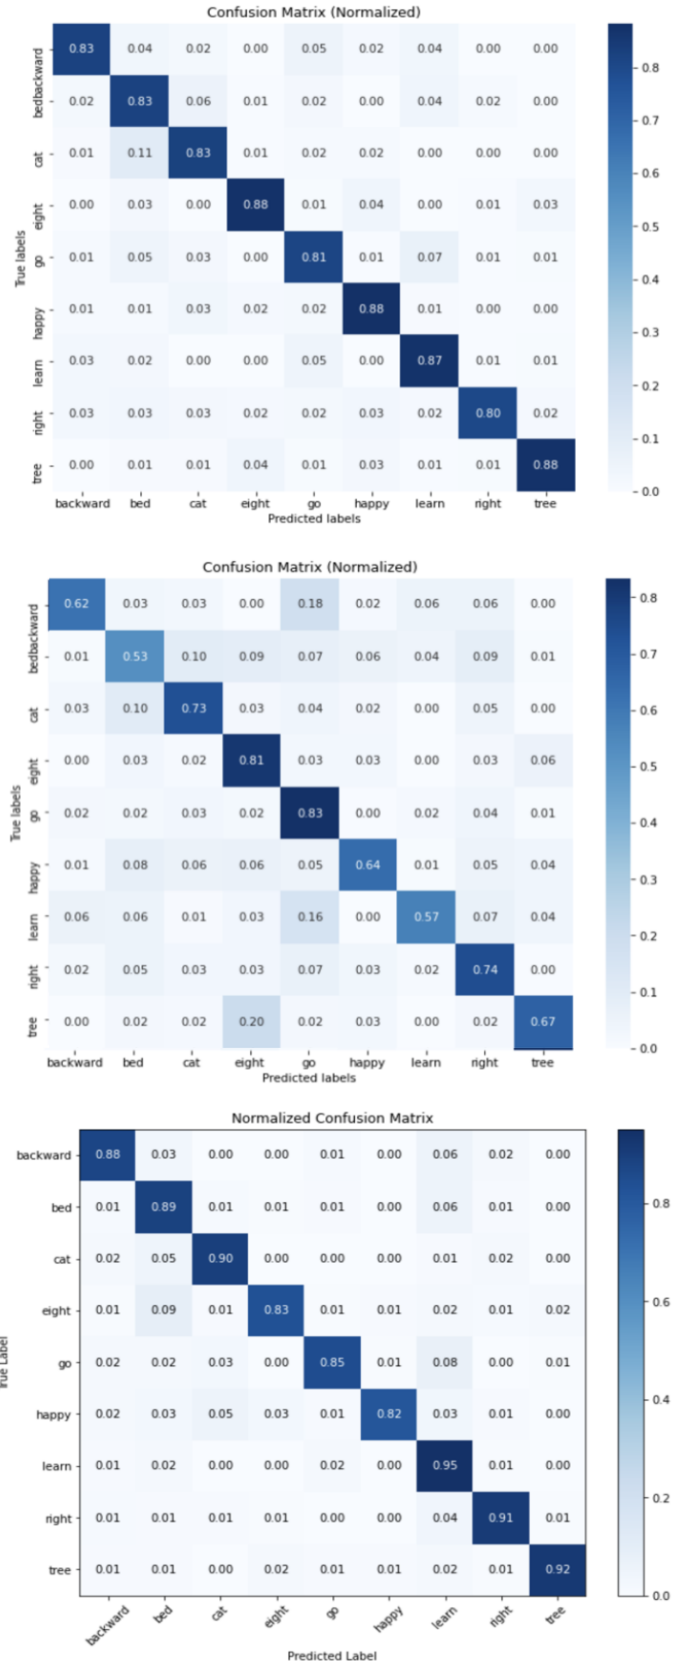 Confusion Matrix (Normalized)
backward 0.83 0.04 0.02 0.00 0.05 0.02 0.04 0.00 0.00 0.8
bed 0.02 0.83 0.06 0.01 0.02 0.00 0.04 0.02 0.00 0.7
cat 0.01 0.11 0.83 0.01 0.02 0.02 0.00 0.00 0.00 0.6
eight 0.00 0.03 0.00 0.88 0.01 0.04 0.00 0.01 0.03 0.5
True labels
go 0.01 0.05 0.03 0.00 0.81 0.01 0.07 0.01 0.01 0.4
happy 0.01 0.01 0.03 0.02 0.02 0.88 0.01 0.00 0.00 0.3
learn 0.03 0.02 0.00 0.00 0.05 0.00 0.87 0.01 0.01 0.2
right 0.03 0.03 0.03 0.02 0.02 0.03 0.02 0.80 0.02 0.1
tree 0.00 0.01 0.01 0.04 0.01 0.03 0.01 0.01 0.88 0.0
backward bed cat eight go happy learn right tree
Predicted labels
Confusion Matrix (Normalized)
backward 0.62 0.03 0.03 0.00 0.18 0.02 0.06 0.06 0.00 0.8
bed 0.01 0.53 0.10 0.09 0.07 0.06 0.04 0.09 0.01 0.7
cat 0.03 0.10 0.73 0.03 0.04 0.02 0.00 0.05 0.00 0.6
eight 0.00 0.03 0.02 0.81 0.03 0.03 0.00 0.03 0.06 0.5
True labels
go 0.02 0.02 0.03 0.02 0.83 0.00 0.02 0.04 0.01 0.4
happy 0.01 0.08 0.06 0.06 0.05 0.64 0.01 0.05 0.04 0.3
learn 0.06 0.06 0.01 0.03 0.16 0.00 0.57 0.07 0.04 0.2
right 0.02 0.05 0.03 0.03 0.07 0.03 0.02 0.74 0.00 0.1
tree 0.00 0.02 0.02 0.20 0.02 0.03 0.00 0.02 0.67 0.0
backward bed cat eight go happy learn right tree
Predicted labels
Normalized Confusion Matrix
backward 0.88 0.03 0.00 0.00 0.01 0.00 0.06 0.02 0.00
bed 0.01 0.89 0.01 0.01 0.01 0.00 0.06 0.01 0.00 0.8
cat 0.02 0.05 0.90 0.00 0.00 0.00 0.01 0.02 0.00
eight 0.01 0.09 0.01 0.83 0.01 0.01 0.02 0.01 0.02 0.6
True Label
go 0.02 0.02 0.03 0.00 0.85 0.01 0.08 0.00 0.01
happy 0.02 0.03 0.05 0.03 0.01 0.82 0.03 0.01 0.00 0.4
learn 0.01 0.02 0.00 0.00 0.02 0.00 0.95 0.01 0.00
right 0.01 0.01 0.01 0.01 0.00 0.00 0.04 0.91 0.01 0.2
tree 0.01 0.01 0.00 0.02 0.01 0.01 0.02 0.01 0.92 0.0
backward bed cat eight go happy learn right tree
Predicted Label